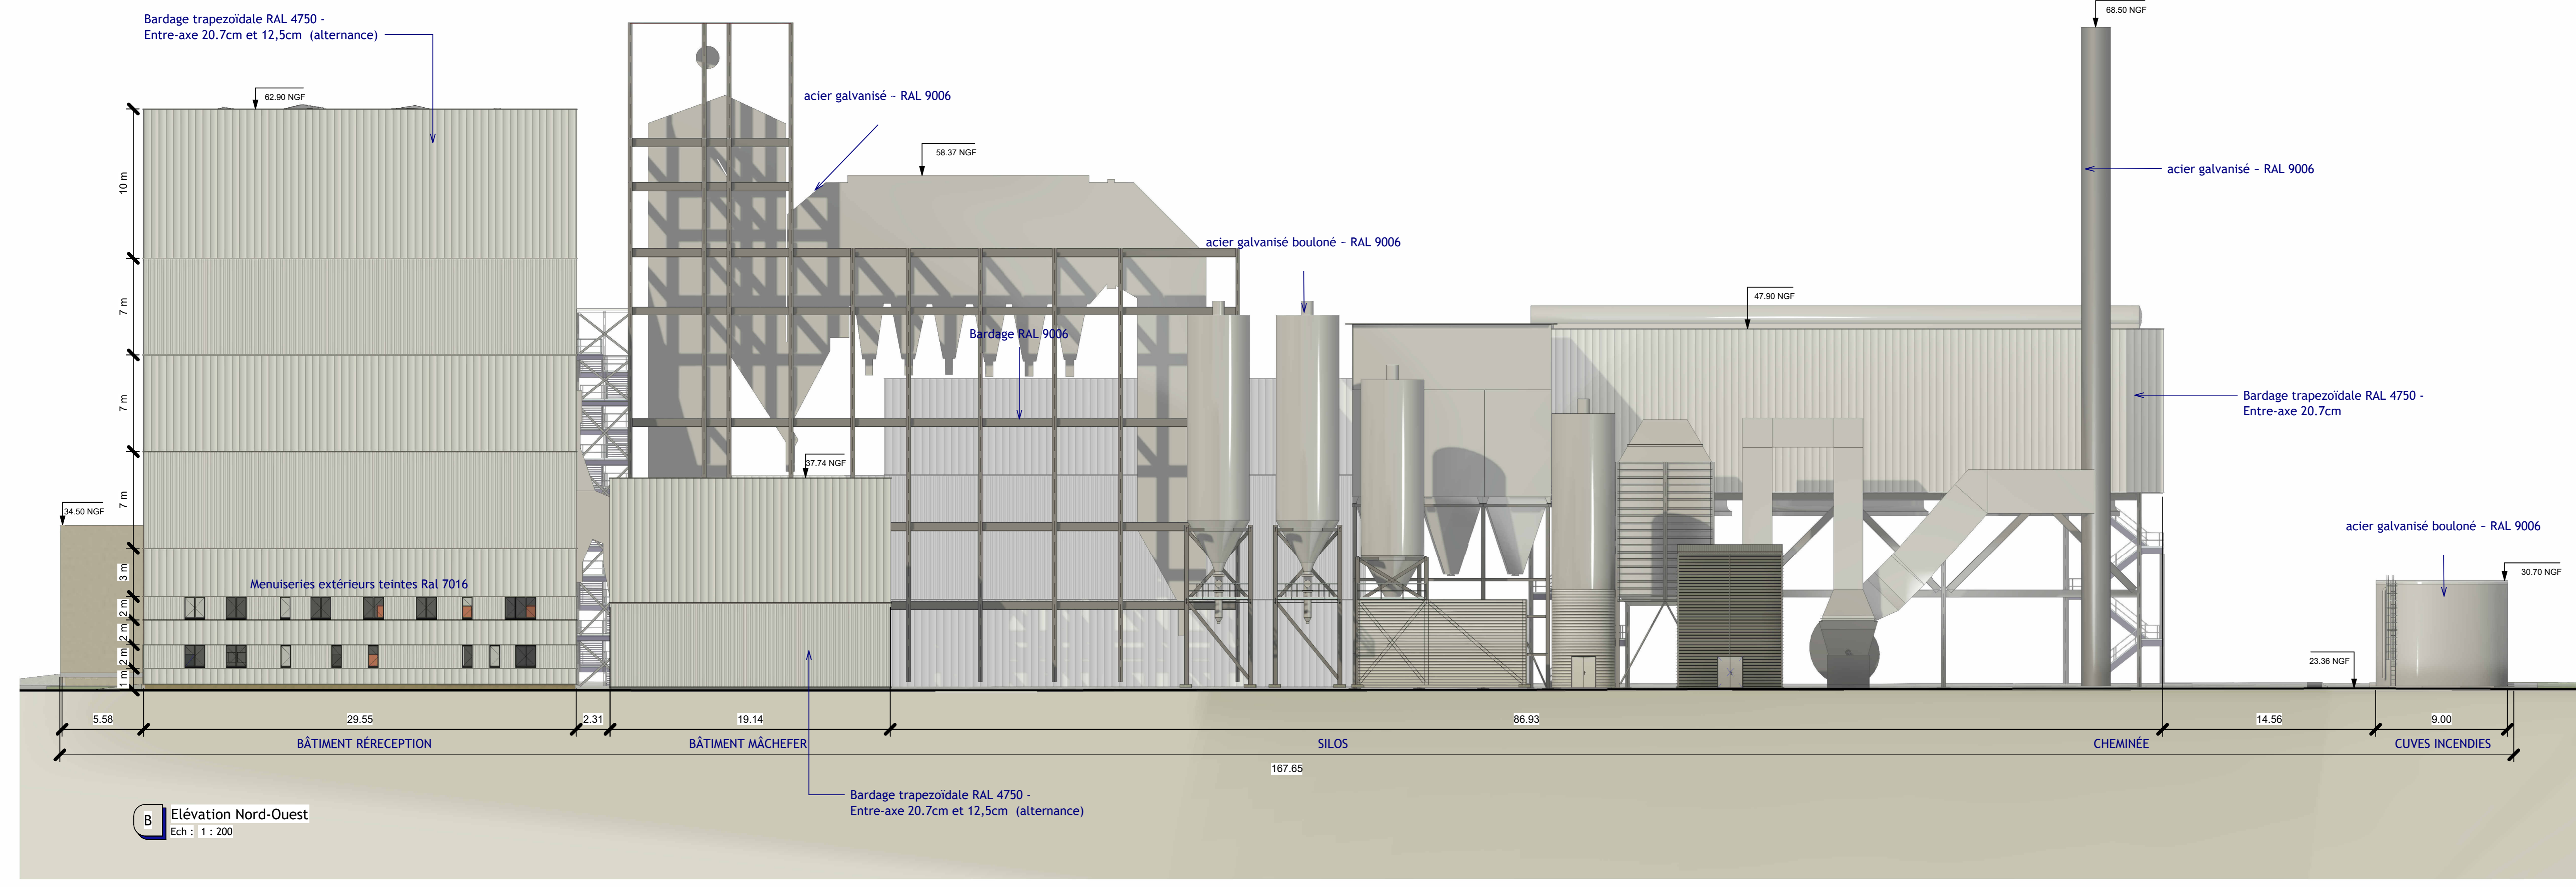 Bardage trapezoïdale RAL 4750 -
Entre-axe 20.7cm et 12,5cm (alternance)
68.50 NGF
62.90 NGF
acier galvanisé - RAL 9006
58.37 NGF
acier galvanisé - RAL 9006
10 m
acier galvanisé bouloné - RAL 9006
47.90 NGF
7 m
Bardage RAL 9006
7 m
Bardage trapezoïdale RAL 4750 -
Entre-axe 20.7cm
37.74 NGF
7 m
34.50 NGF
acier galvanisé bouloné - RAL 9006
3 m
Menuiseries extérieurs teintes Ral 7016
30.70 NGF
2 m
2 m
2 m
1 m
23.36 NGF
5.58
29.55
2.31
19.14
86.93
14.56
9.00
BÂTIMENT RÉRECEPTION
BÂTIMENT MÂCHEFER
SILOS
CHEMINÉE
CUVES INCENDIES
167.65
Bardage trapezoïdale RAL 4750 -
Entre-axe 20.7cm et 12,5cm (alternance)
B
Elévation Nord-Ouest
Ech : 1 : 200